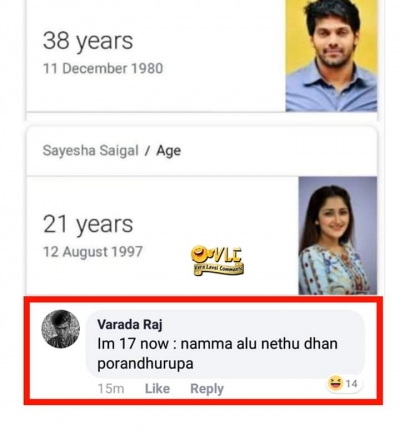 38 years
11 December 1980
Sayesha Saigal / Age
21 years
12 August 1997
VLC
Vera Level Comments
Varada Raj
Im 17 now : namma alu nethu dhan
porandhurupa
15m Like Reply
14